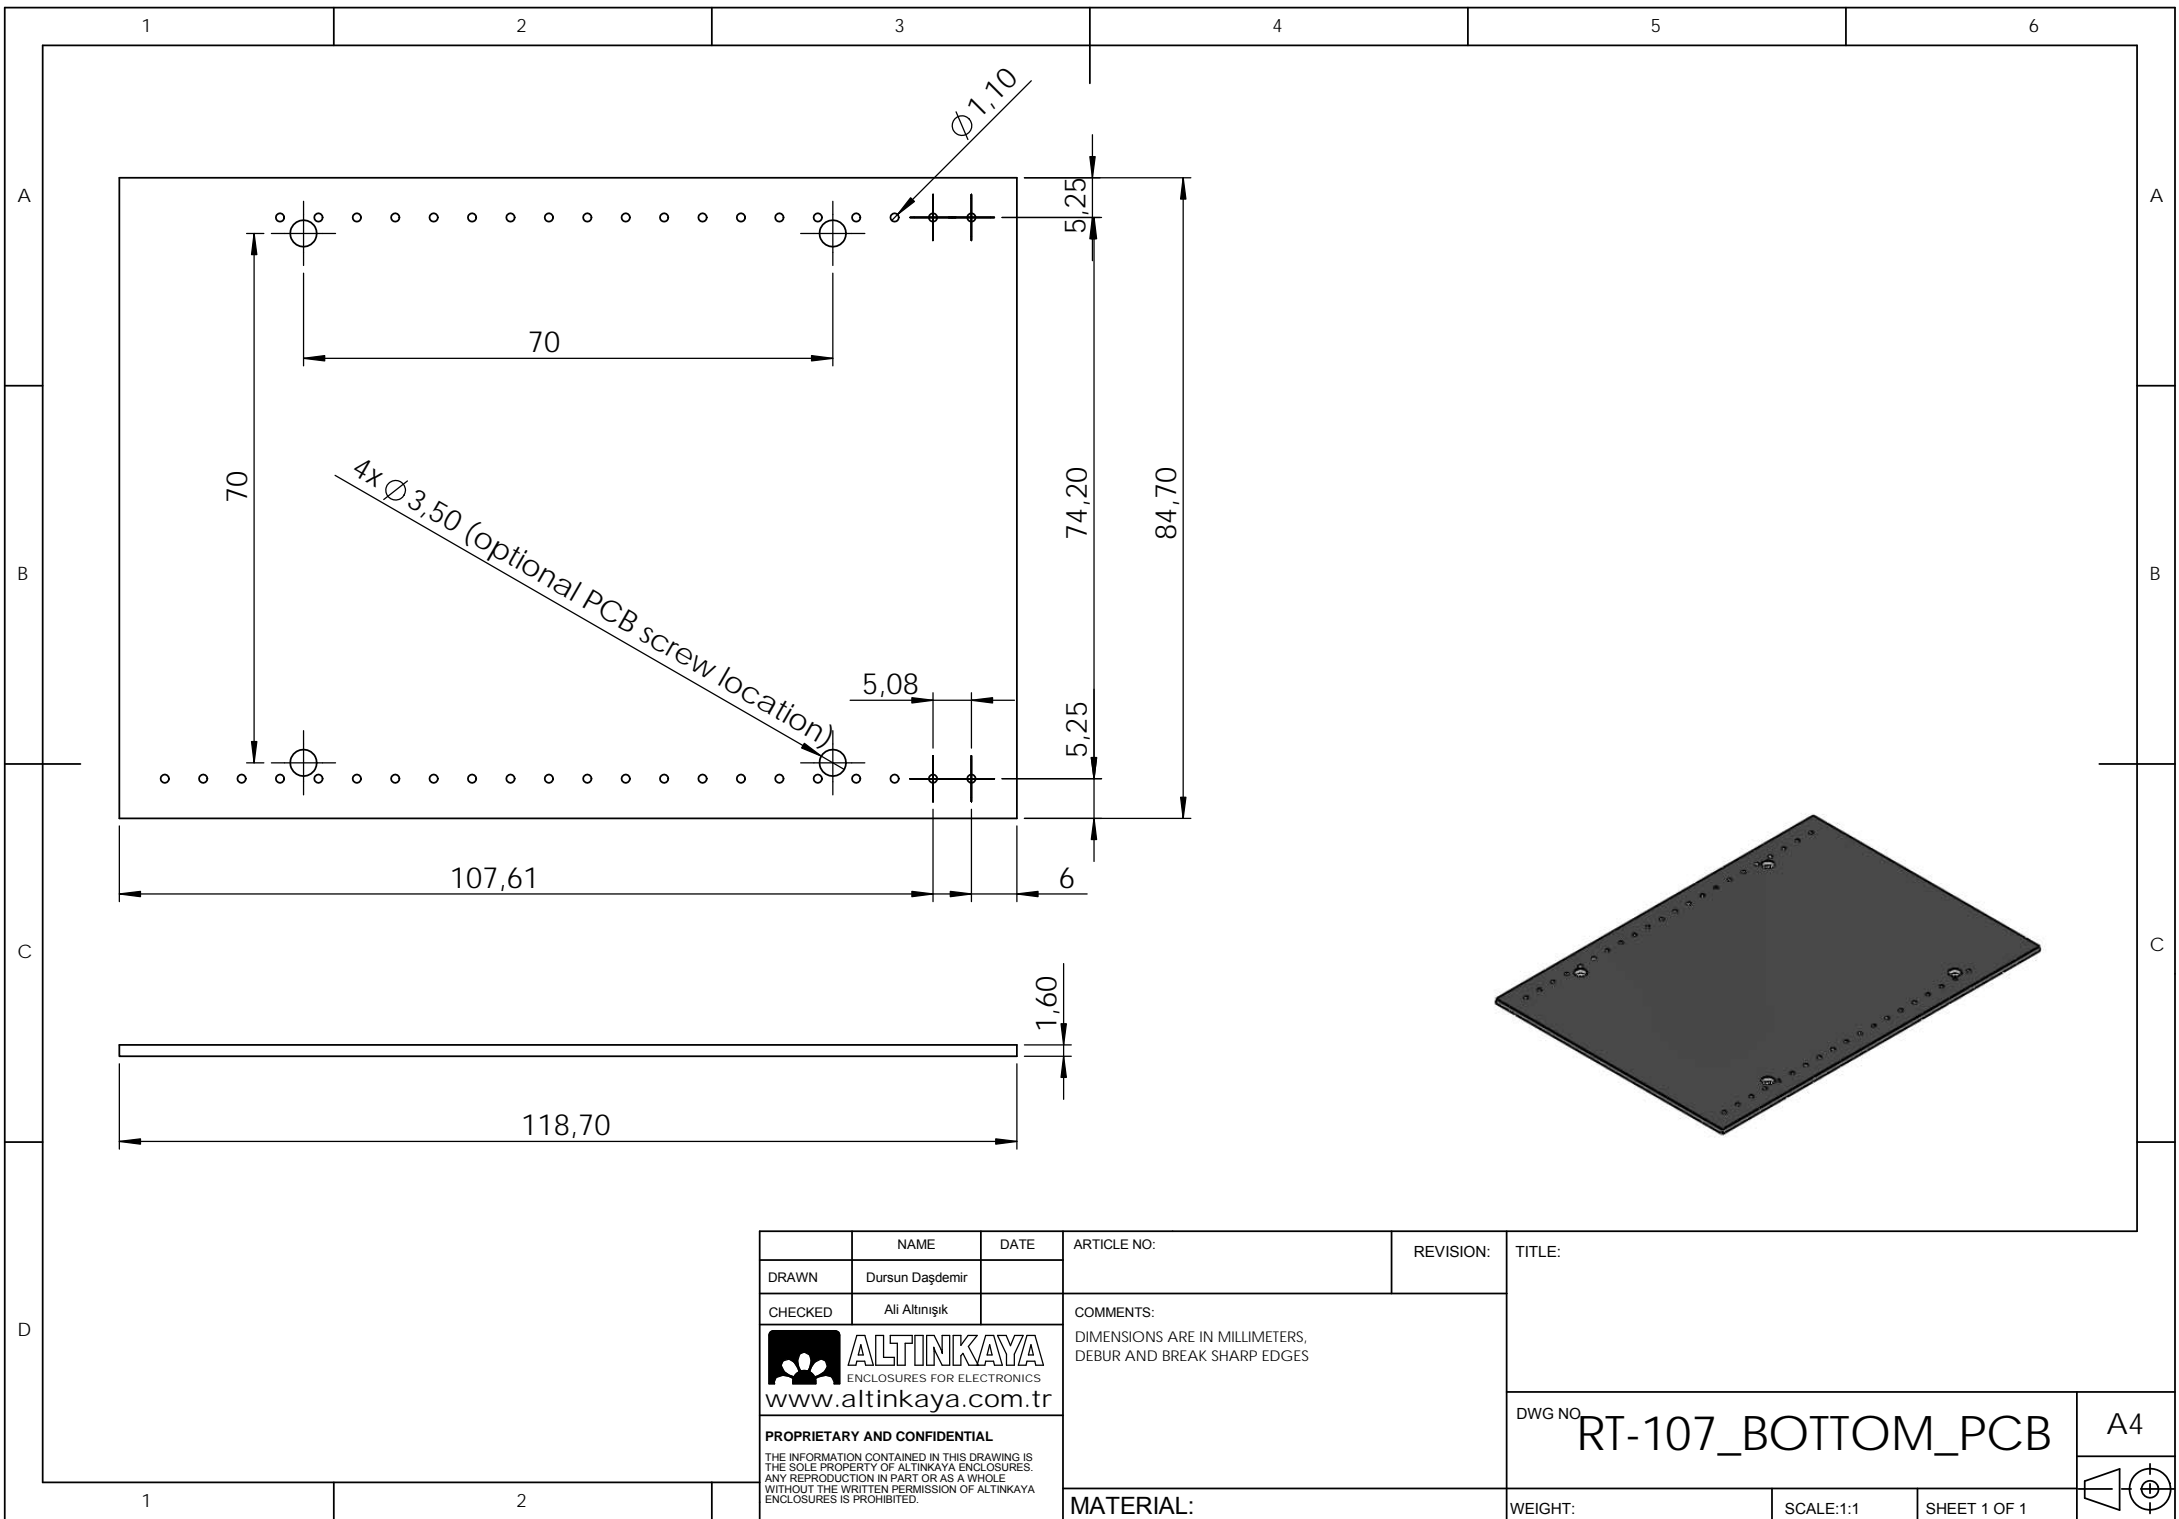 1 2 3 4 5 6
A A
B B
C C
D
1 2
∅1,10
5,25
70
70
74,20
84,70
4x ∅3,50 (optional PCB screw location)
5,08
5,25
107,61
6
1,60
118,70
NAME DATE
DRAWN Dursun Daşdemir
CHECKED Ali Altınışık
ALTINKAYA
ENCLOSURES FOR ELECTRONICS
www.altinkaya.com.tr
PROPRIETARY AND CONFIDENTIAL
THE INFORMATION CONTAINED IN THIS DRAWING IS
THE SOLE PROPERTY OF ALTINKAYA ENCLOSURES.
ANY REPRODUCTION IN PART OR AS A WHOLE
WITHOUT THE WRITTEN PERMISSION OF ALTINKAYA
ENCLOSURES IS PROHIBITED.
ARTICLE NO:
REVISION:
COMMENTS:
DIMENSIONS ARE IN MILLIMETERS,
DEBUR AND BREAK SHARP EDGES
MATERIAL:
TITLE:
DWG NO
RT-107_BOTTOM_PCB
A4
WEIGHT:
SCALE:1:1
SHEET 1 OF 1